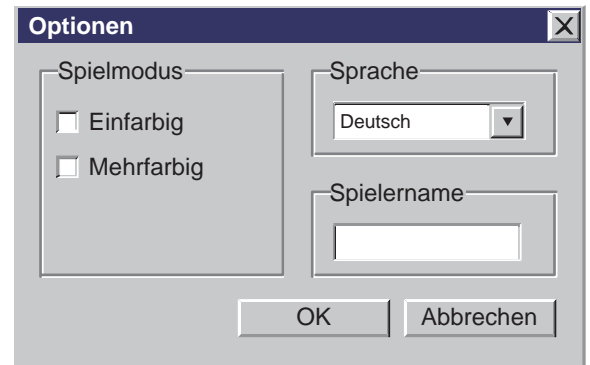 Optionen
Spielmodus
Einfarbig
Mehrfarbig
Sprache
Deutsch
Spielername
OK
Abbrechen